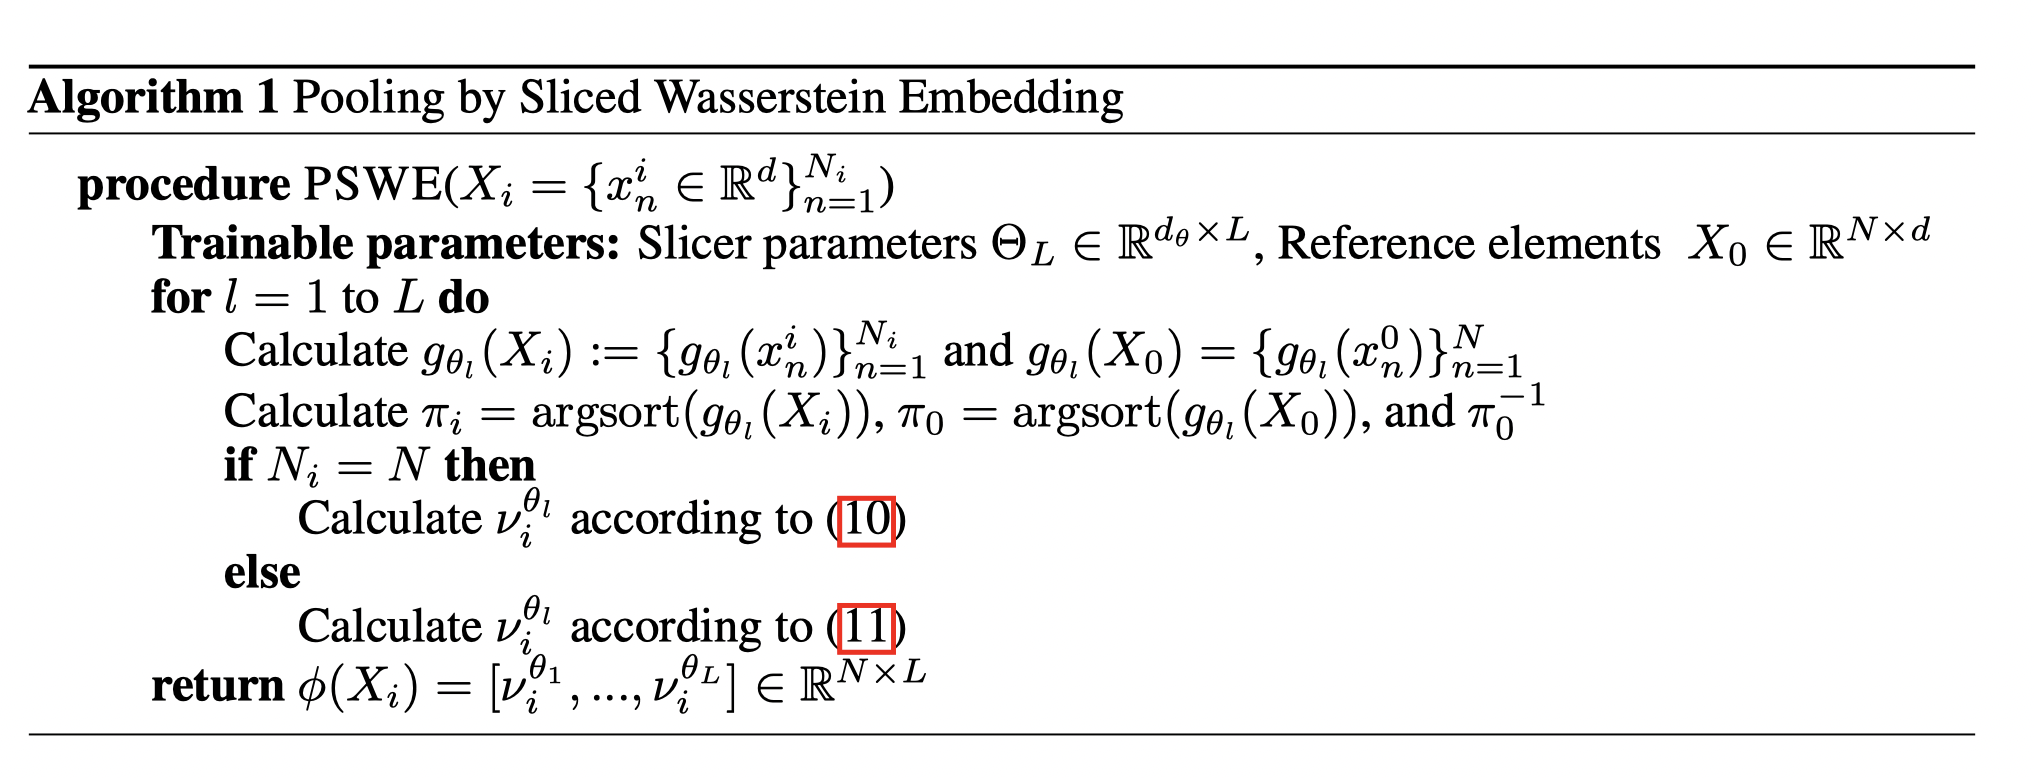 Algorithm 1 Pooling by Sliced Wasserstein Embedding
procedure PSWE($X_i = \{x_n^i \in \mathbb{R}^d\}_{n=1}^{N_i}$)
Trainable parameters: Slicer parameters $\Theta_L \in \mathbb{R}^{d_\theta \times L}$, Reference elements $X_0 \in \mathbb{R}^{N \times d}$
for $l = 1$ to $L$ do
Calculate $g_{\theta_l}(X_i) := \{g_{\theta_l}(x_n^i)\}_{n=1}^{N_i}$ and $g_{\theta_l}(X_0) = \{g_{\theta_l}(x_n^0)\}_{n=1}^{N}$
Calculate $\pi_i = \text{argsort}(g_{\theta_l}(X_i))$, $\pi_0 = \text{argsort}(g_{\theta_l}(X_0))$, and $\pi_0^{-1}$
if $N_i = N$ then
Calculate $\nu_i^{\theta_l}$ according to (10)
else
Calculate $\nu_i^{\theta_l}$ according to (11)
return $\phi(X_i) = [\nu_i^{\theta_1}, ..., \nu_i^{\theta_L}] \in \mathbb{R}^{N \times L}$